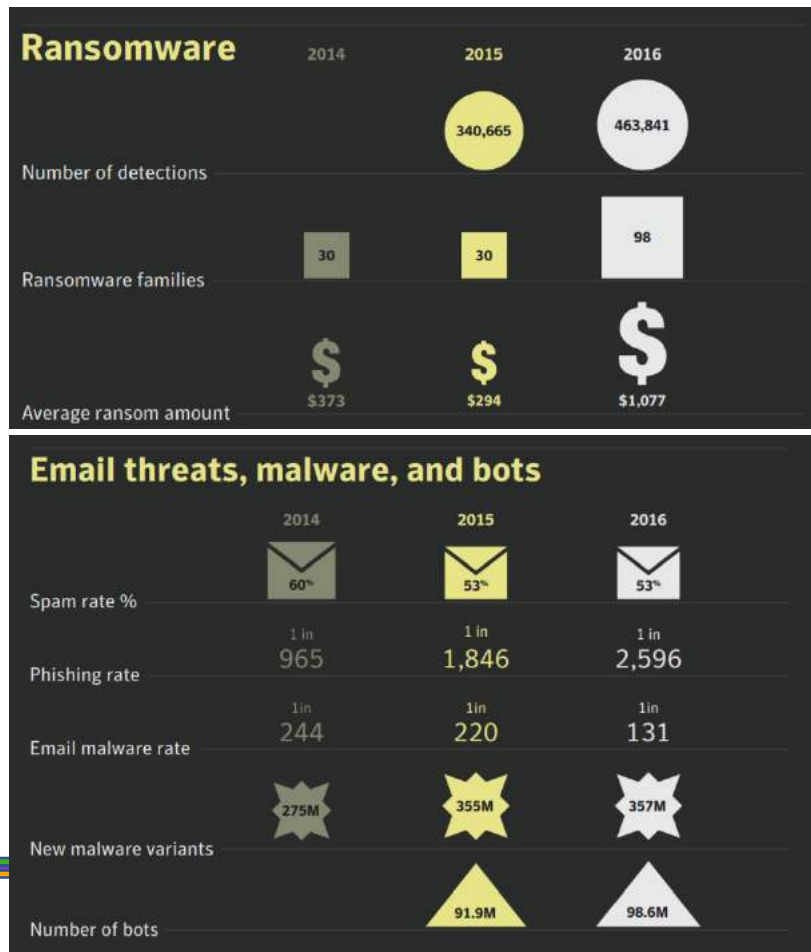 Ransomware 2014 2015 2016
340,665 463,841
Number of detections
30 30 98
Ransomware families
$ $ $
$373 $294 $1,077
Average ransom amount
Email threats, malware, and bots
2014 2015 2016
60% 53% 53%
Spam rate %
1 in 1 in 1 in
965 1,846 2,596
Phishing rate
1in 1in 1in
244 220 131
Email malware rate
275M 355M 357M
New malware variants
91.9M 98.6M
Number of bots